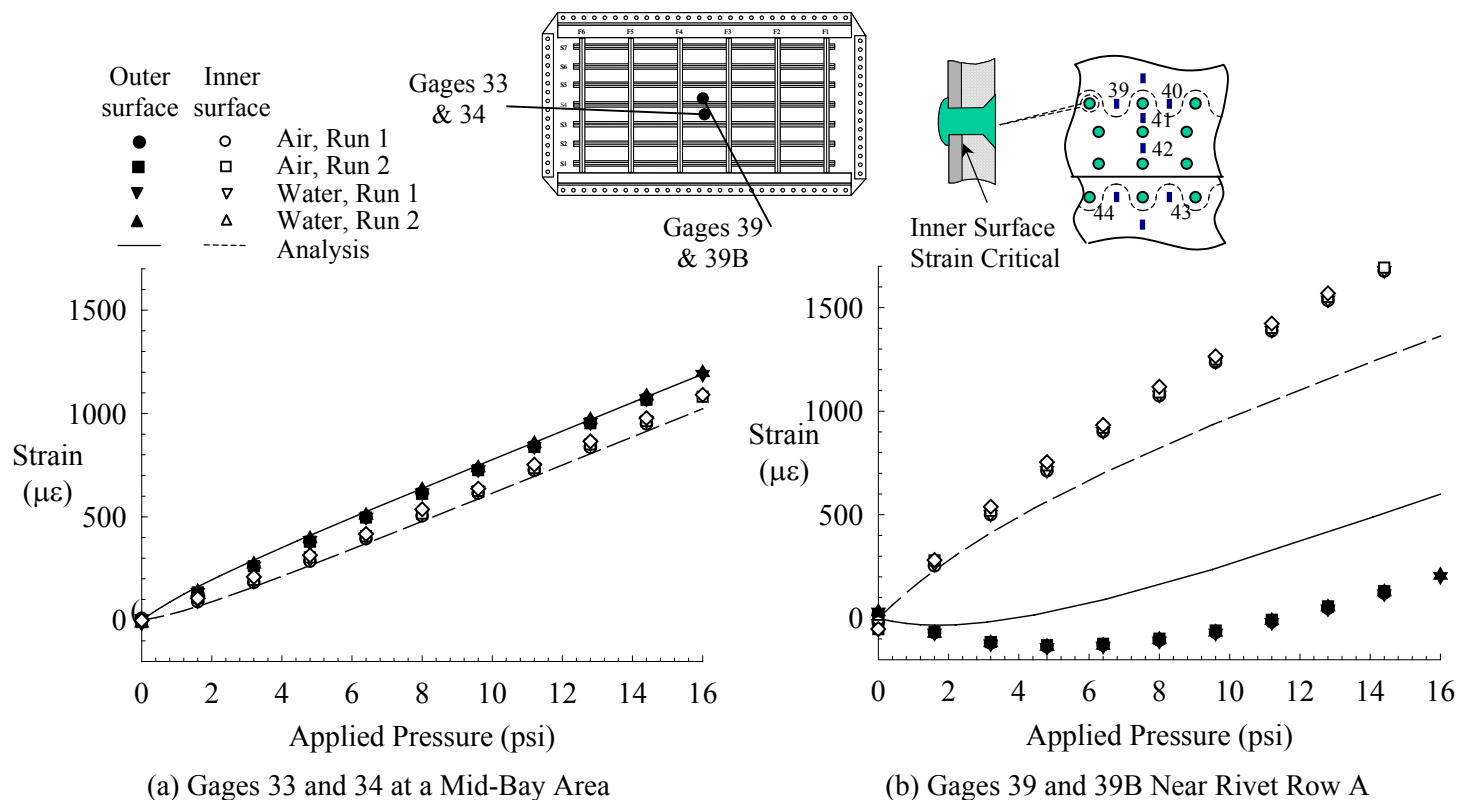 Outer Inner
surface surface
Air, Run 1
Air, Run 2
Water, Run 1
Water, Run 2
Analysis
Gages 33
& 34
F6 F5 F4 F3 F2 F1
S7
S6
S5
S4
S3
S2
S1
Gages 39
& 39B
Inner Surface
Strain Critical
39 40
41
42
44 43
1500
1000
500
0
Strain
(με)
0 2 4 6 8 10 12 14 16
Applied Pressure (psi)
(a) Gages 33 and 34 at a Mid-Bay Area
1500
1000
500
0
Strain
(με)
0 2 4 6 8 10 12 14 16
Applied Pressure (psi)
(b) Gages 39 and 39B Near Rivet Row A